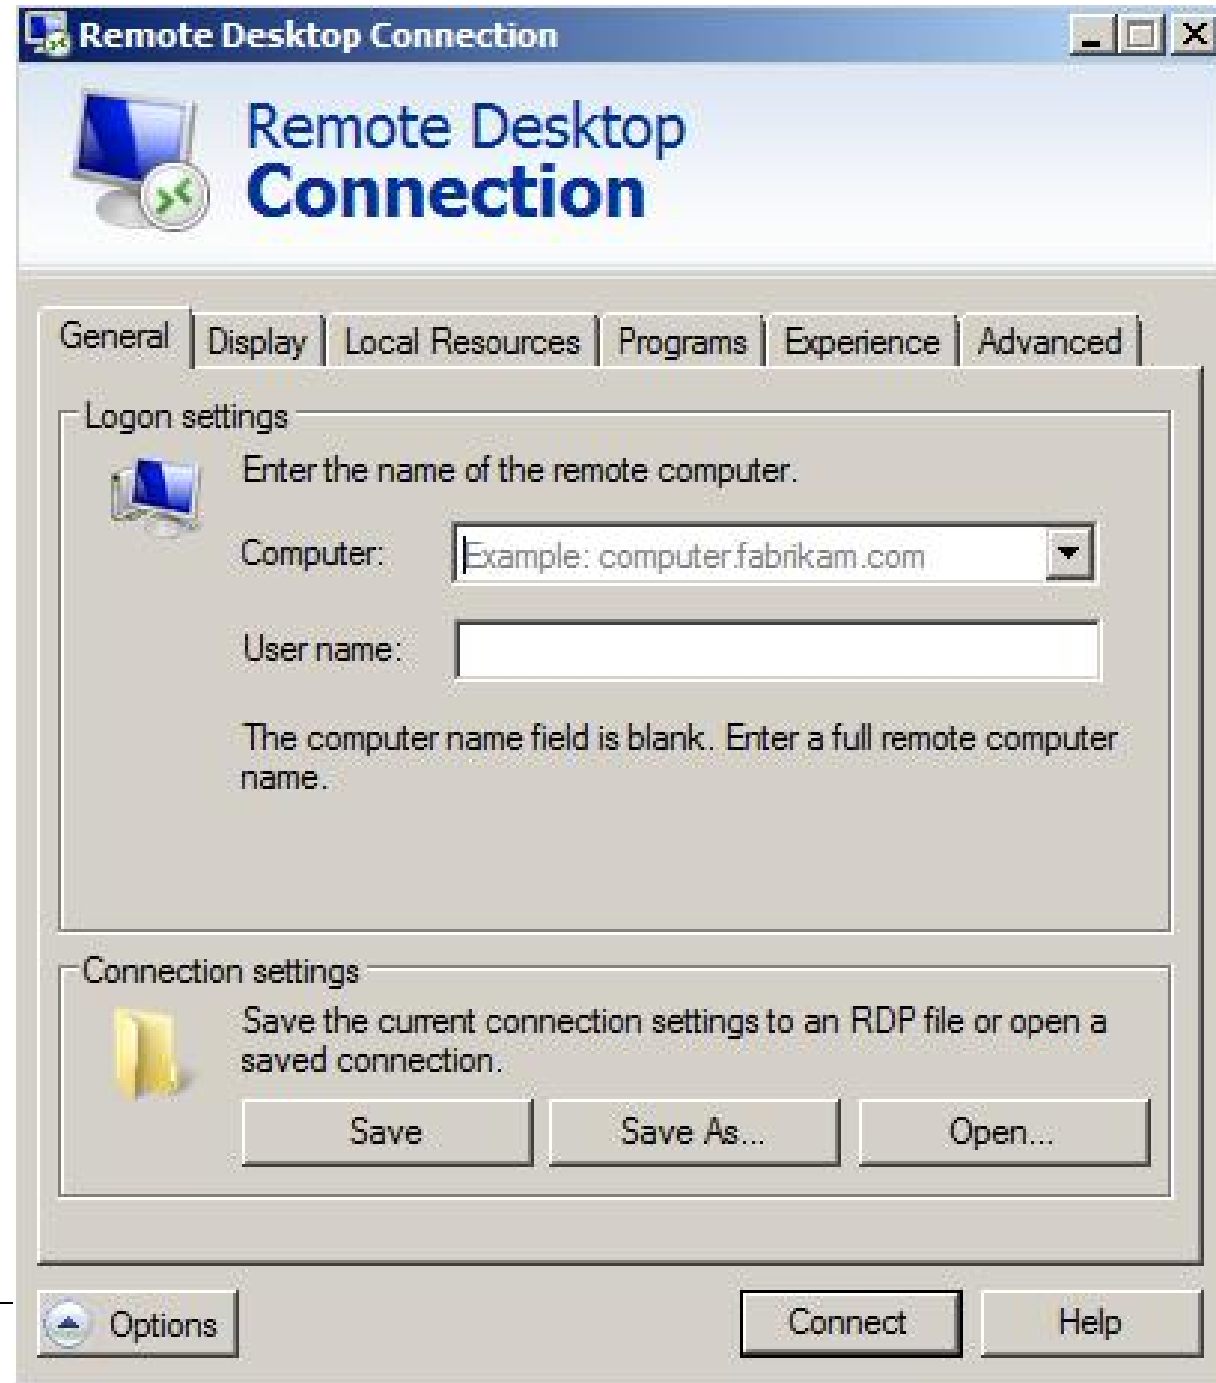 Remote Desktop Connection
Remote Desktop
Connection
General Display Local Resources Programs Experience Advanced
Logon settings
Enter the name of the remote computer.
Computer: Example: computer.fabrikam.com
User name:
The computer name field is blank. Enter a full remote computer
name.
Connection settings
Save the current connection settings to an RDP file or open a
saved connection.
Save Save As... Open...
Options Connect Help